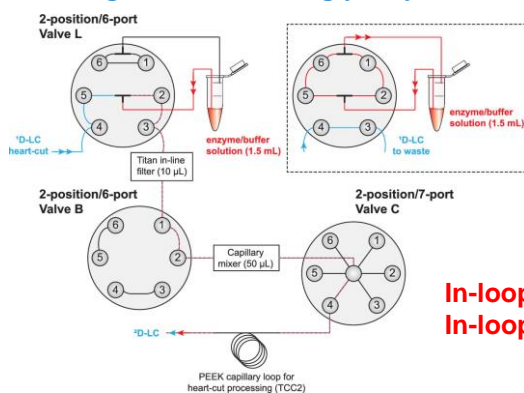 2-position/6-port
Valve L
6
1
5
2
4
3
¹D-LC
heart-cut
enzyme/buffer
solution (1.5 mL)
6
1
5
2
4
3
enzyme/buffer
solution (1.5 mL)
¹D-LC
to waste
Titan in-line
filter (10 µL)
2-position/6-port
Valve B
6
1
5
2
4
3
Capillary
mixer (50 µL)
2-position/7-port
Valve C
6
1
5
2
4
3
In-loop
In-loop
²D-LC
PEEK capillary loop for
heart-cut processing (TCC2)